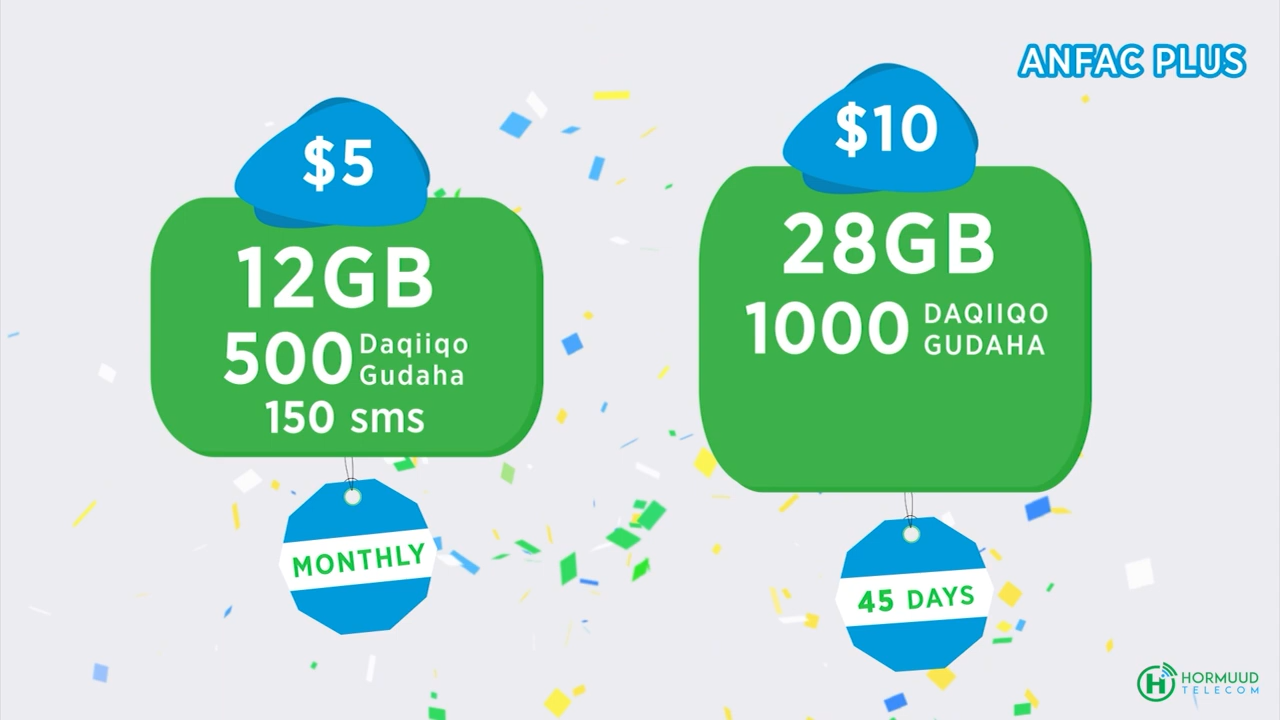 ANFAC PLUS
$5
12GB
500 Daqiiqo
Gudaha
150 sms
MONTHLY
$10
28GB
1000 DAQIIQO
GUDAHA
45 DAYS
HORMUUD
TELECOM